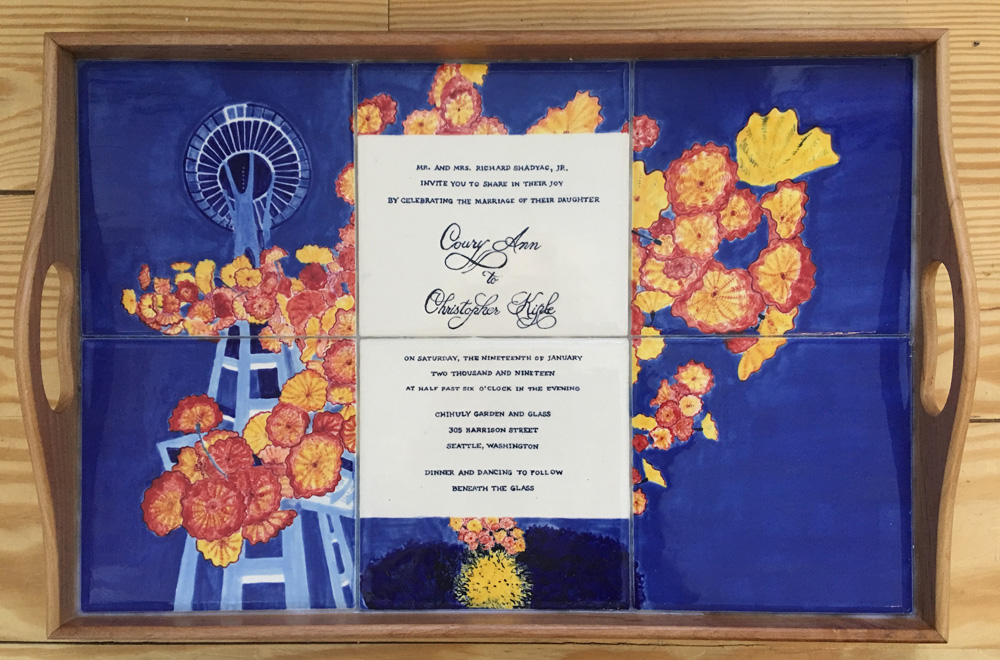 MR. AND MRS. RICHARD SHADYAC, JR.
INVITE YOU TO SHARE IN THEIR JOY
BY CELEBRATING THE MARRIAGE OF THEIR DAUGHTER
Coury Ann
to
Christopher Kiple
ON SATURDAY, THE NINETEENTH OF JANUARY
TWO THOUSAND AND NINETEEN
AT HALF PAST SIX O'CLOCK IN THE EVENING
CHIHULY GARDEN AND GLASS
305 HARRISON STREET
SEATTLE, WASHINGTON
DINNER AND DANCING TO FOLLOW
BENEATH THE GLASS